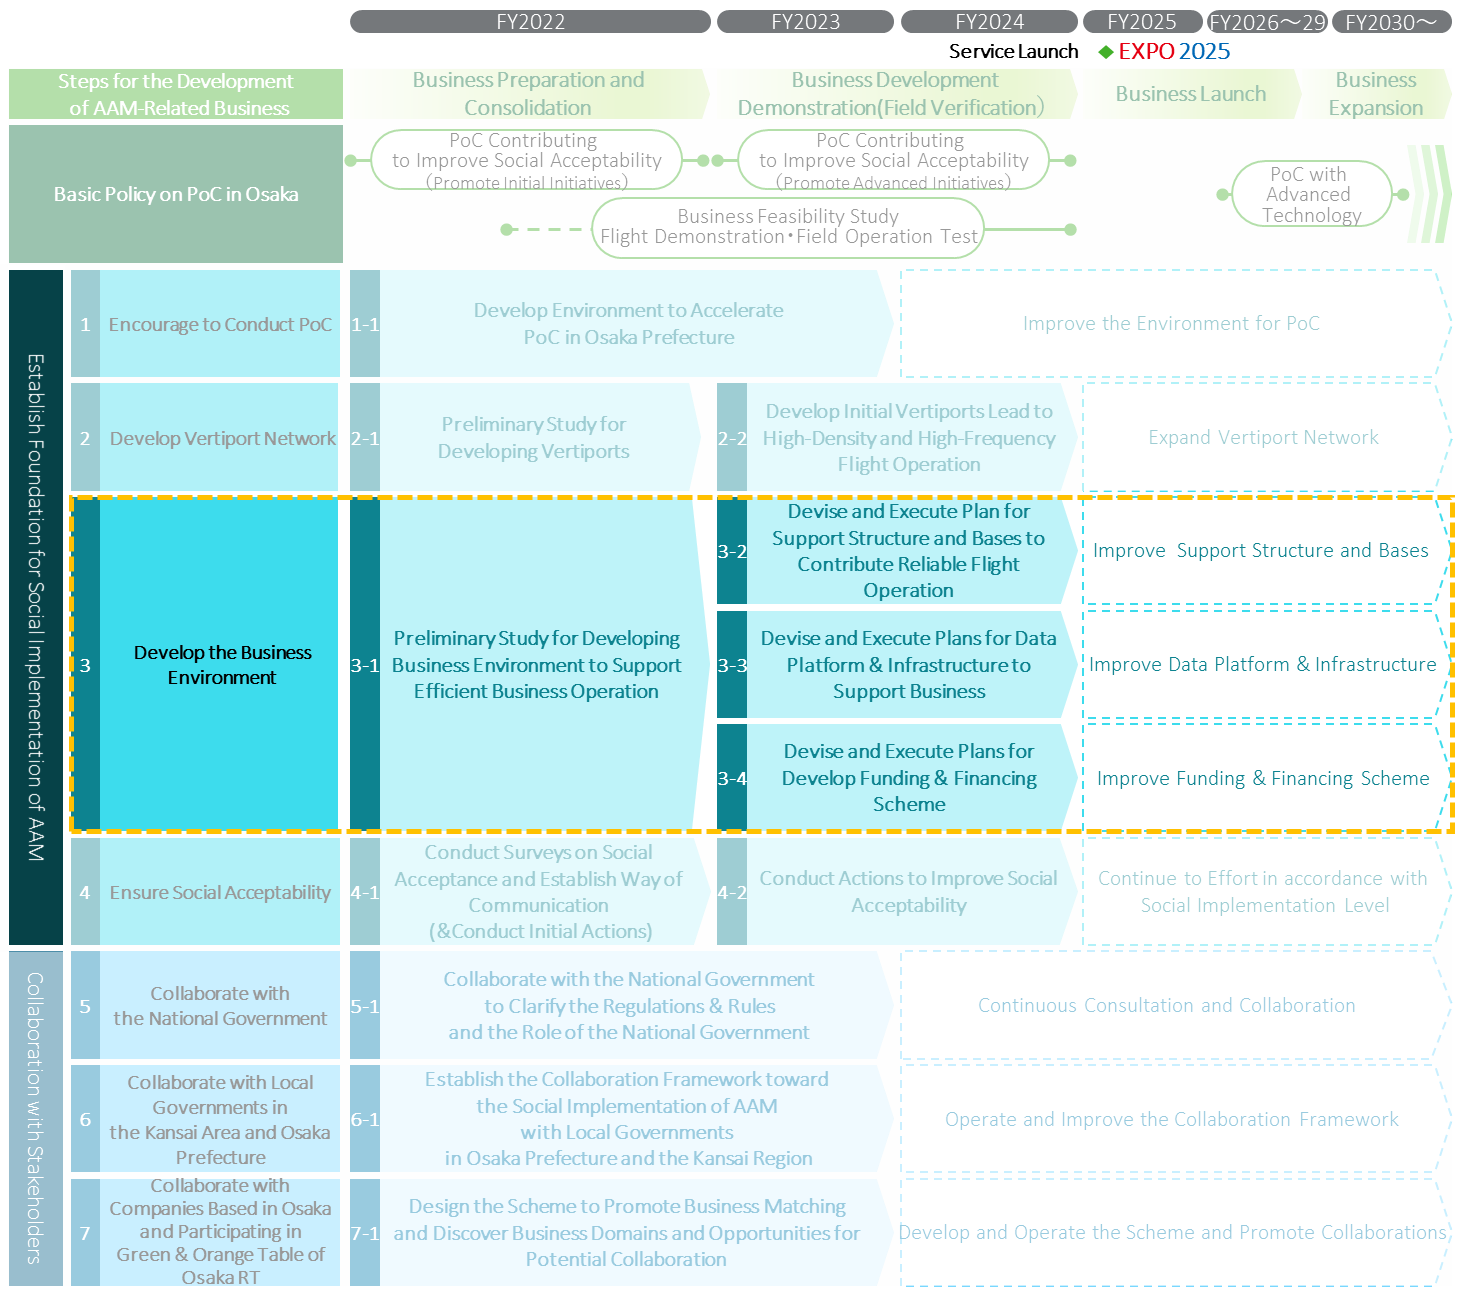 FY2022
FY2023
FY2024
FY2025
FY2026～29
FY2030～
Service Launch
EXPO 2025
Steps for the Development
of AAM-Related Business
Business Preparation and
Consolidation
Business Development
Demonstration(Field Verification）
Business Launch
Business
Expansion
Basic Policy on PoC in Osaka
PoC Contributing
to Improve Social Acceptability
（Promote Initial Initiatives）
PoC Contributing
to Improve Social Acceptability
（Promote Advanced Initiatives）
PoC with
Advanced
Technology
Business Feasibility Study
Flight Demonstration・Field Operation Test
Establish Foundation for Social Implementation of AAM
1
Encourage to Conduct PoC
1-1
Develop Environment to Accelerate
PoC in Osaka Prefecture
Improve the Environment for PoC
2
Develop Vertiport Network
2-1
Preliminary Study for
Developing Vertiports
2-2
Develop Initial Vertiports Lead to
High-Density and High-Frequency
Flight Operation
Expand Vertiport Network
3
Develop the Business
Environment
3-1
Preliminary Study for Developing
Business Environment to Support
Efficient Business Operation
3-2
Devise and Execute Plan for
Support Structure and Bases to
Contribute Reliable Flight
Operation
Improve Support Structure and Bases
3-3
Devise and Execute Plans for Data
Platform & Infrastructure to
Support Business
Improve Data Platform & Infrastructure
3-4
Devise and Execute Plans for
Develop Funding & Financing
Scheme
Improve Funding & Financing Scheme
4
Ensure Social Acceptability
4-1
Conduct Surveys on Social
Acceptance and Establish Way of
Communication
(&Conduct Initial Actions)
4-2
Conduct Actions to Improve Social
Acceptability
Continue to Effort in accordance with
Social Implementation Level
Collaboration with Stakeholders
5
Collaborate with
the National Government
5-1
Collaborate with the National Government
to Clarify the Regulations & Rules
and the Role of the National Government
Continuous Consultation and Collaboration
6
Collaborate with Local
Governments in
the Kansai Area and Osaka
Prefecture
6-1
Establish the Collaboration Framework toward
the Social Implementation of AAM
with Local Governments
in Osaka Prefecture and the Kansai Region
Operate and Improve the Collaboration Framework
7
Collaborate with
Companies Based in Osaka
and Participating in
Green & Orange Table of
Osaka RT
7-1
Design the Scheme to Promote Business Matching
and Discover Business Domains and Opportunities for
Potential Collaboration
Develop and Operate the Scheme and Promote Collaborations